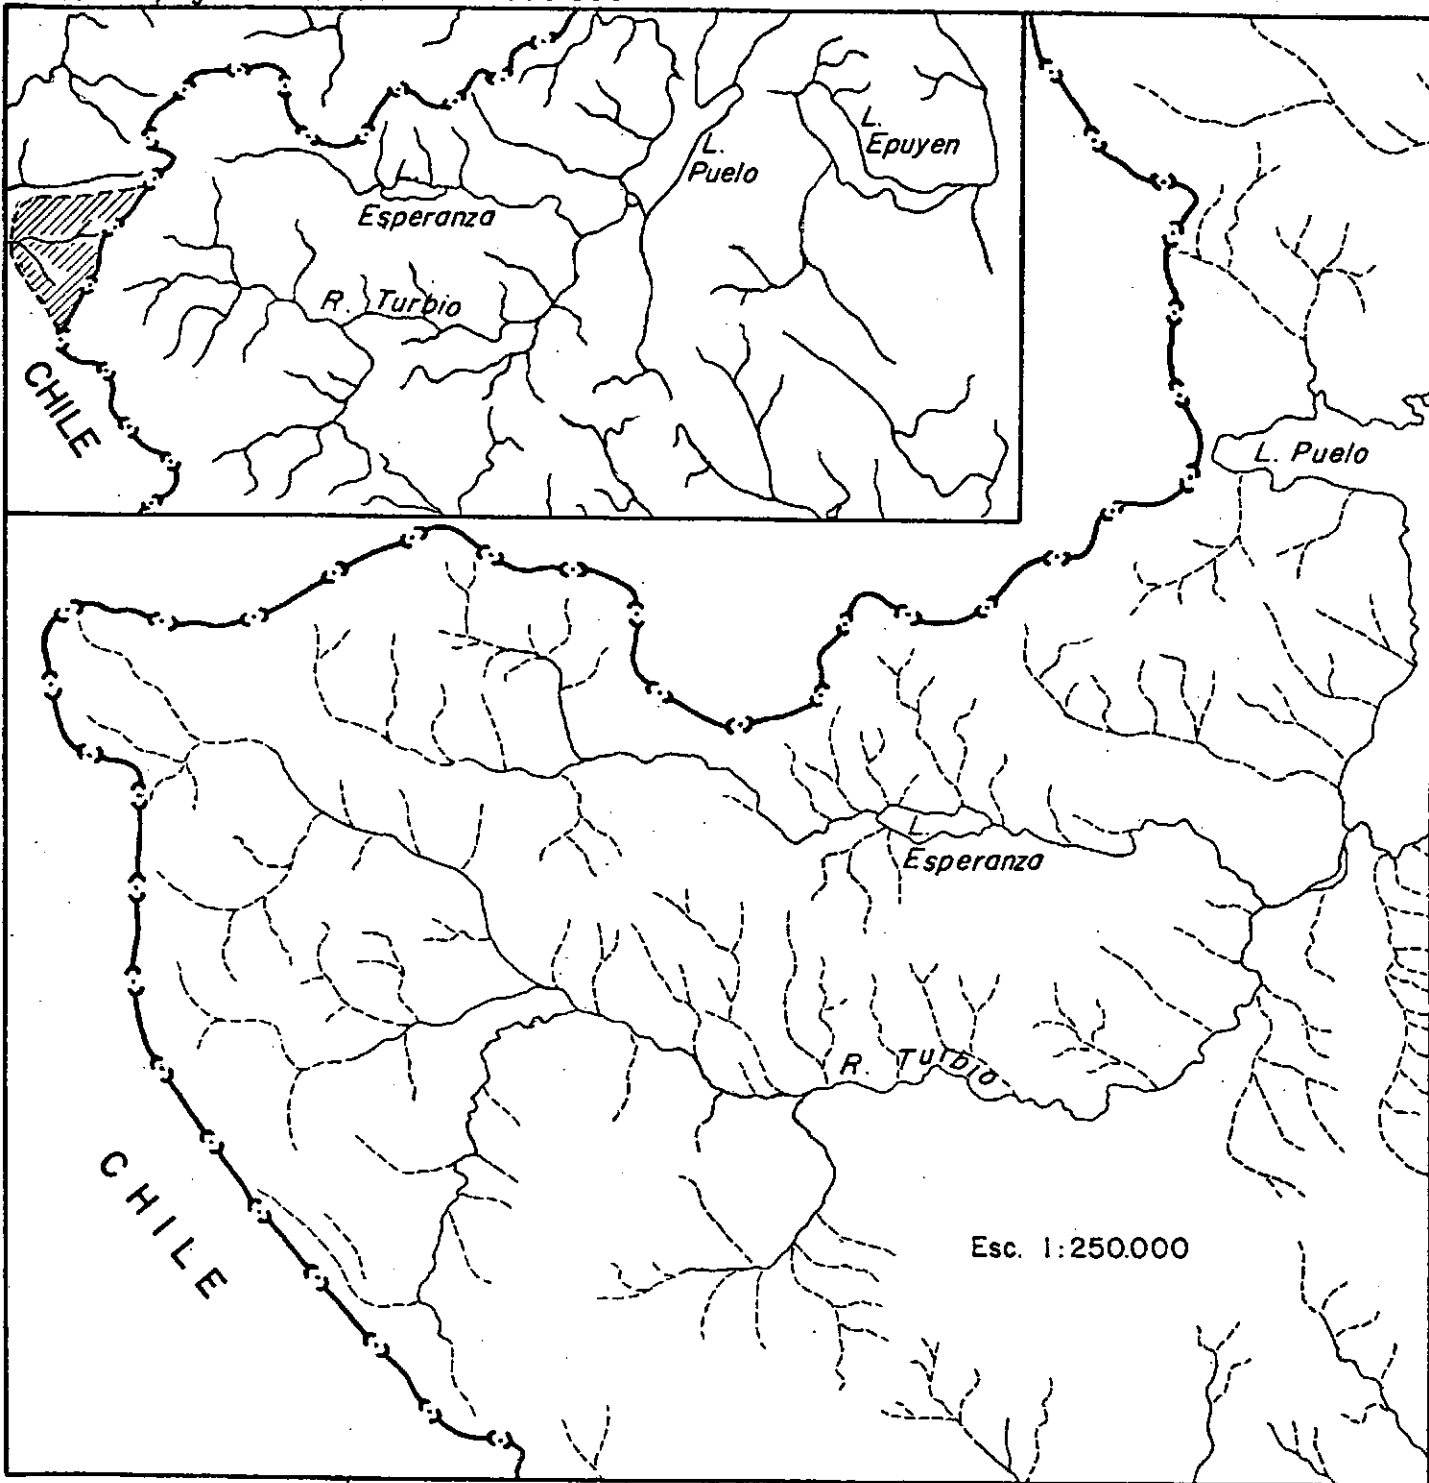 L.
Epuyen
L.
Puelo
L.
Esperanza
R. Turbio
CHILE
L. Puelo
L.
Esperanza
R. Turbio
CHILE
Esc. 1:250.000